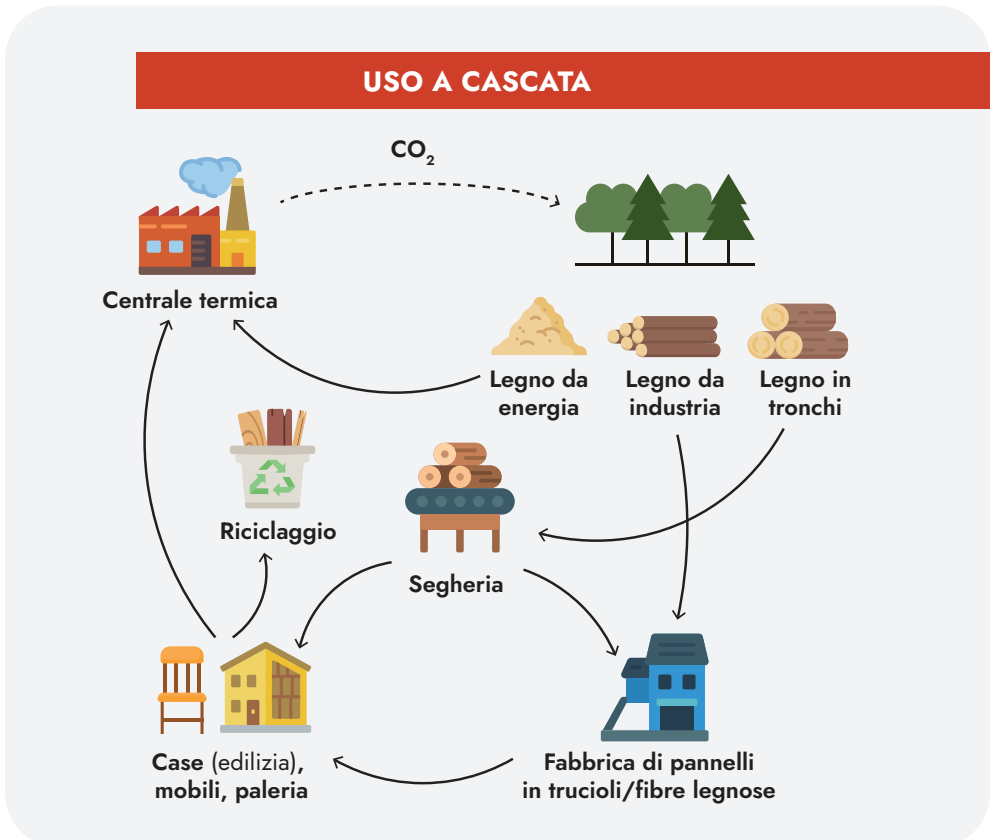 USO A CASCATA
CO₂
Centrale termica
Legno da
energia
Legno da
industria
Legno in
tronchi
Riciclaggio
Segheria
Case (edilizia),
mobili, paleria
Fabbrica di pannelli
in trucioli/fibre legnose